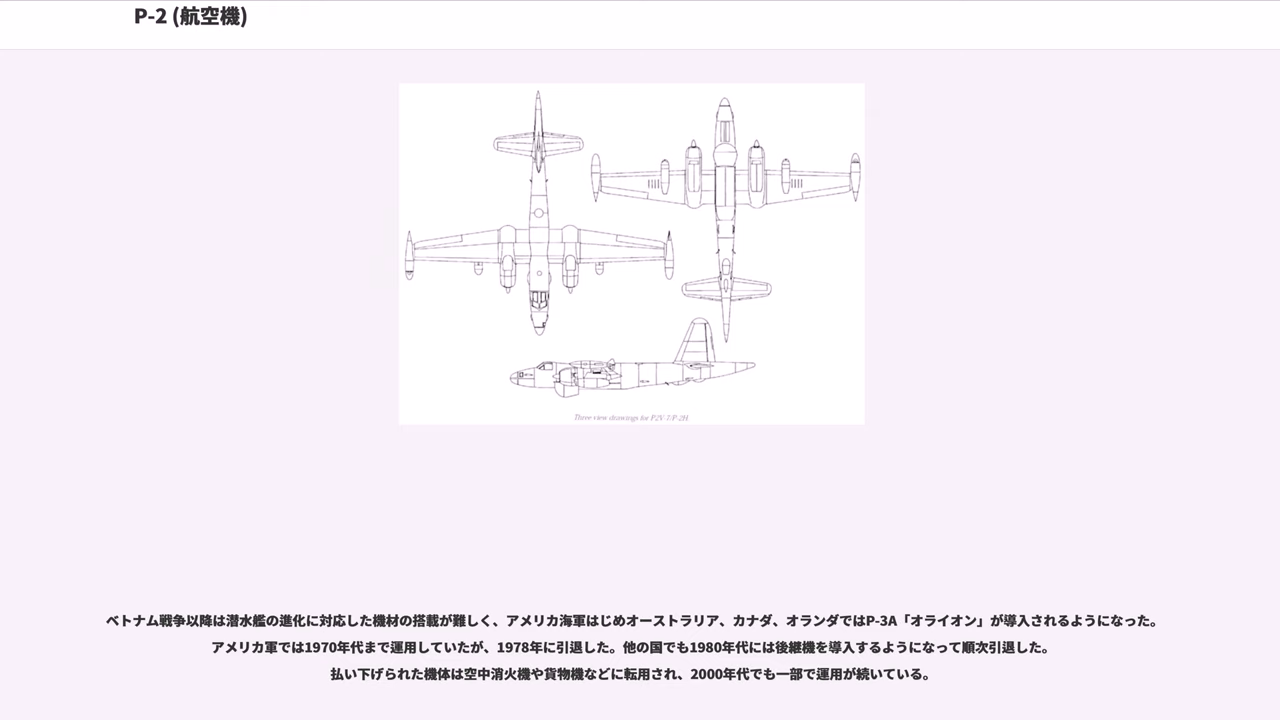 P-2 (航空機)
Three view drawings for P2V-7/P-2H.
ベトナム戦争以降は潜水艦の進化に対応した機材の搭載が難しく、アメリカ海軍はじめオーストラリア、カナダ、オランダではP-3A「オライオン」が導入されるようになった。
アメリカ軍では1970年代まで運用していたが、1978年に引退した。他の国でも1980年代には後継機を導入するようになって順次引退した。
払い下げられた機体は空中消火機や貨物機などに転用され、2000年代でも一部で運用が続いている。